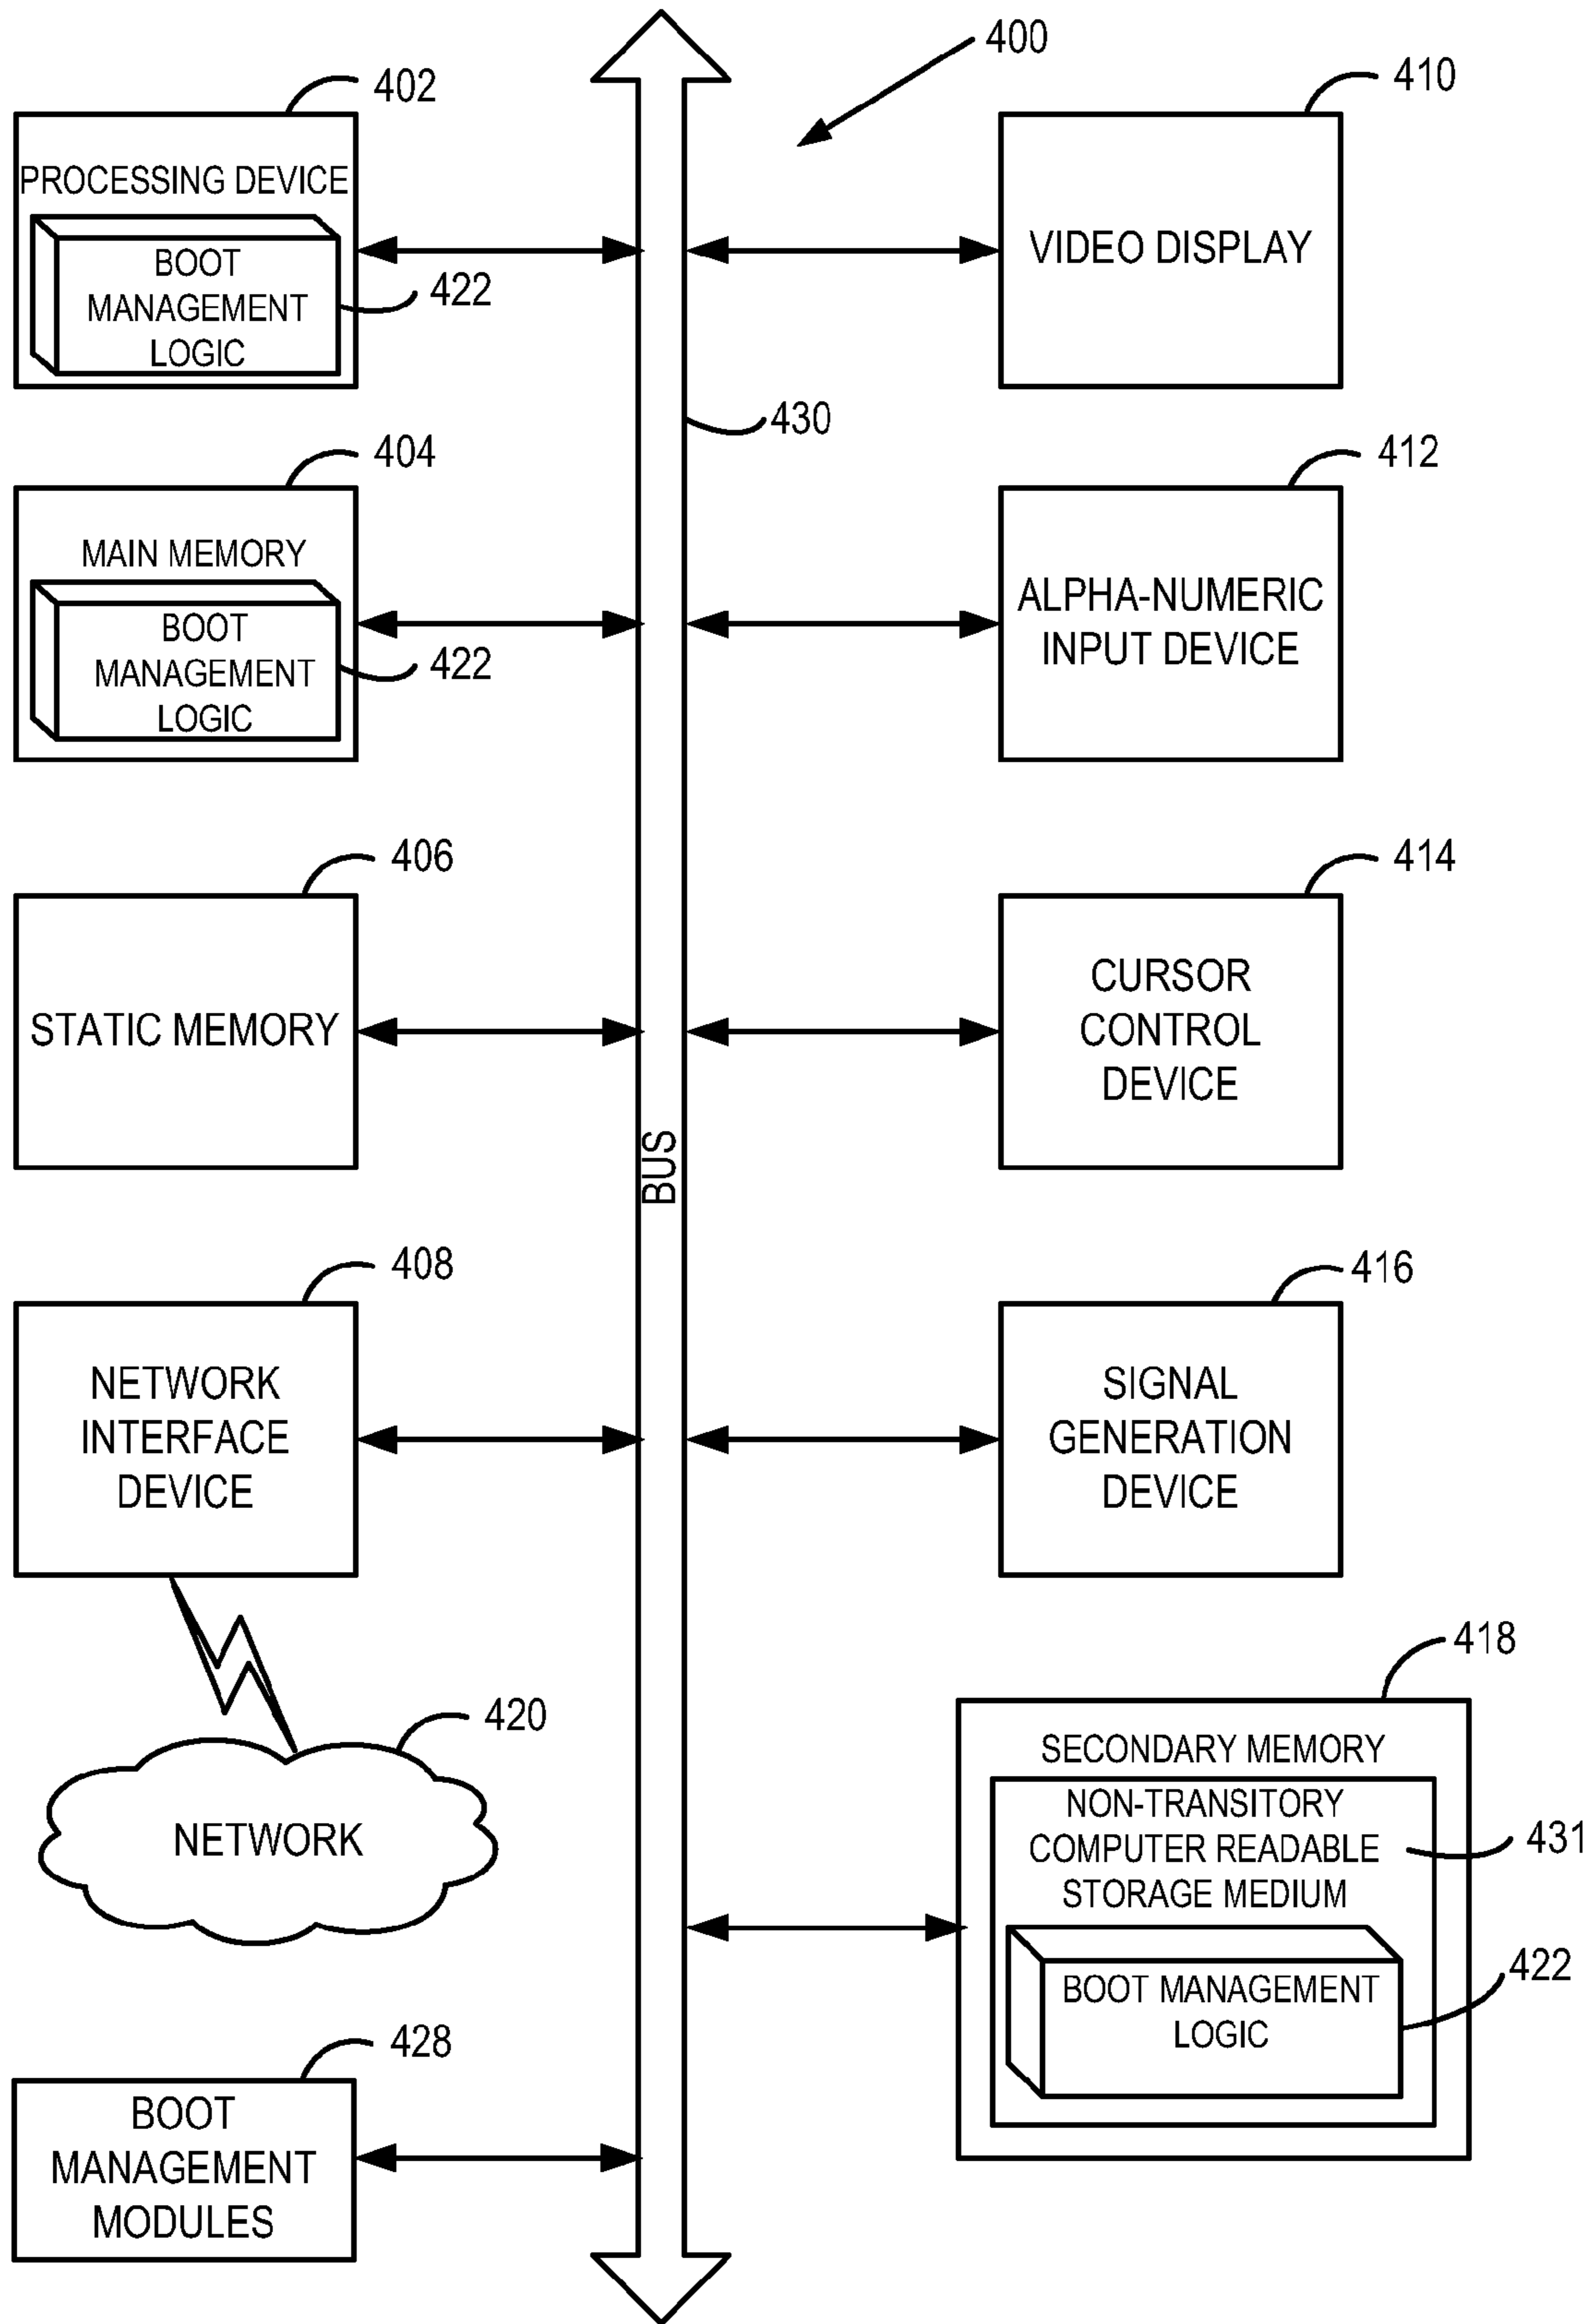 400
402
PROCESSING DEVICE
BOOT
MANAGEMENT
LOGIC
422
410
VIDEO DISPLAY
430
404
MAIN MEMORY
BOOT
MANAGEMENT
LOGIC
422
412
ALPHA-NUMERIC
INPUT DEVICE
406
STATIC MEMORY
414
CURSOR
CONTROL
DEVICE
BUS
408
NETWORK
INTERFACE
DEVICE
416
SIGNAL
GENERATION
DEVICE
420
NETWORK
418
SECONDARY MEMORY
NON-TRANSITORY
COMPUTER READABLE
STORAGE MEDIUM
431
BOOT MANAGEMENT
LOGIC
422
428
BOOT
MANAGEMENT
MODULES